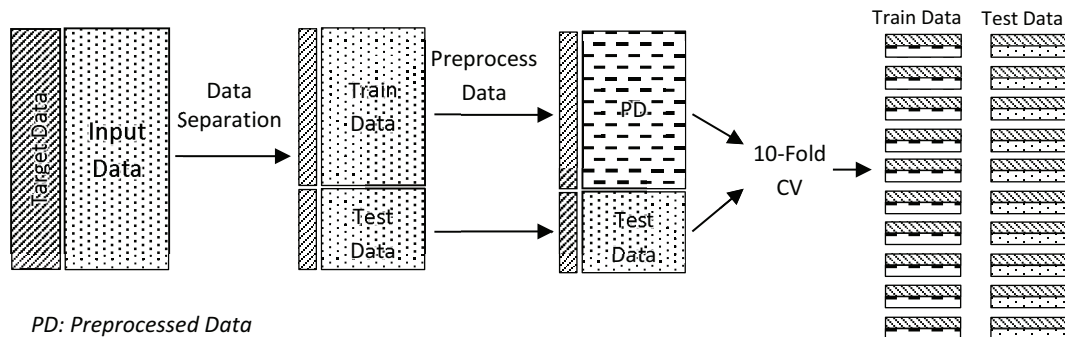 Target Data
Input
Data
Data
Separation
Train
Data
Test
Data
Preprocess
Data
PD
Test
Data
10-Fold
CV
Train Data
Test Data
PD: Preprocessed Data